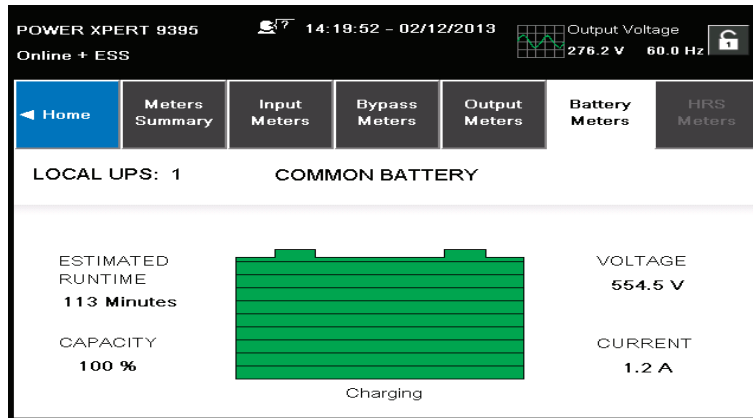 POWER XPERT 9395
? 14:19:52 - 02/12/2013
Output Voltage
Online + ESS
276.2 V 60.0 Hz
1
Home
Meters Summary
Input Meters
Bypass Meters
Output Meters
Battery Meters
HRS Meters
LOCAL UPS: 1 COMMON BATTERY
ESTIMATED
RUNTIME
113 Minutes
CAPACITY
100 %
Charging
VOLTAGE
554.5 V
CURRENT
1.2 A